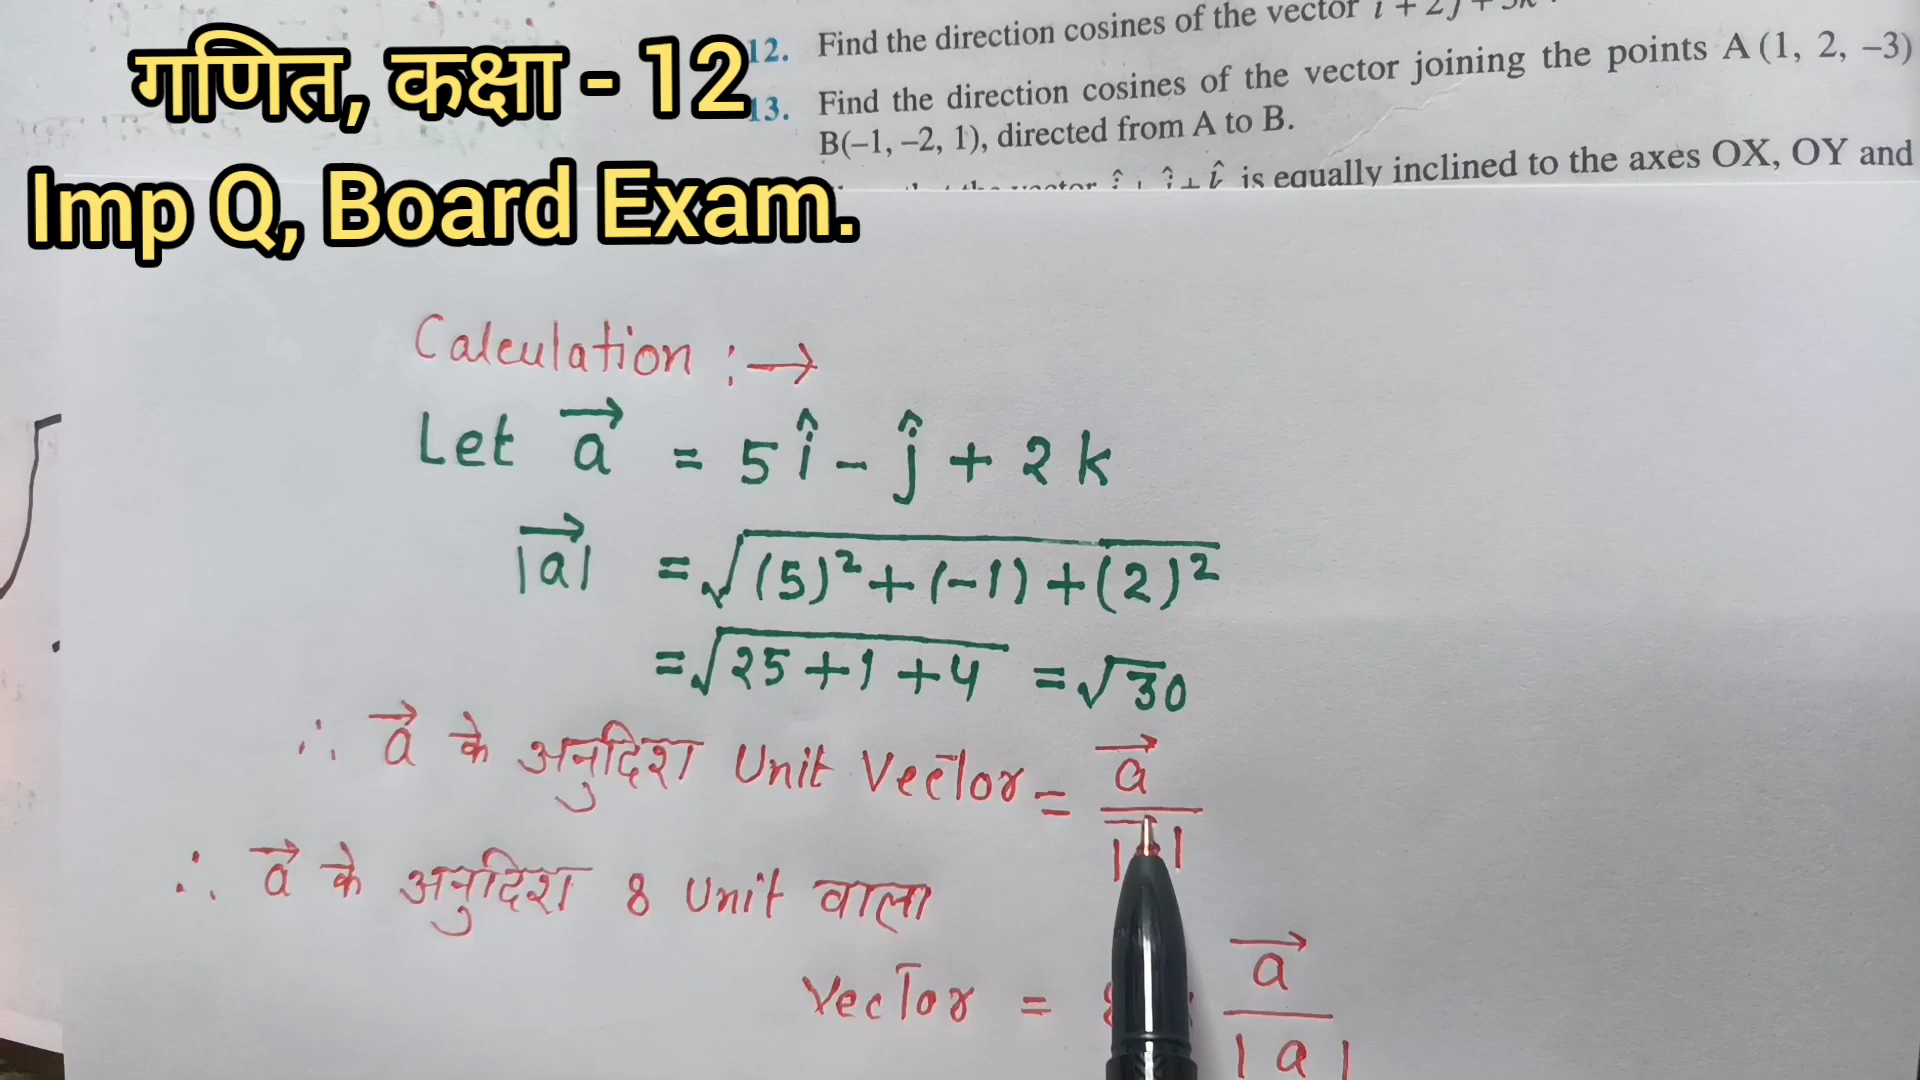 गणित, कक्षा - 12
Imp Q, Board Exam.
12. Find the direction cosines of the vector
13. Find the direction cosines of the vector joining the points A (1, 2, –3)
B(–1, –2, 1), directed from A to B.
is equally inclined to the axes OX, OY and
Calculation :→
Let a⃗ = 5î - ĵ + 2k
|a⃗| = √(5)² + (-1) + (2)²
= √25 + 1 + 4 = √30
∴ a⃗ के अनुदिश Unit Vector = a⃗ / | |
∴ a⃗ के अनुदिश 8 Unit वाला
Vector = a⃗ / |a|